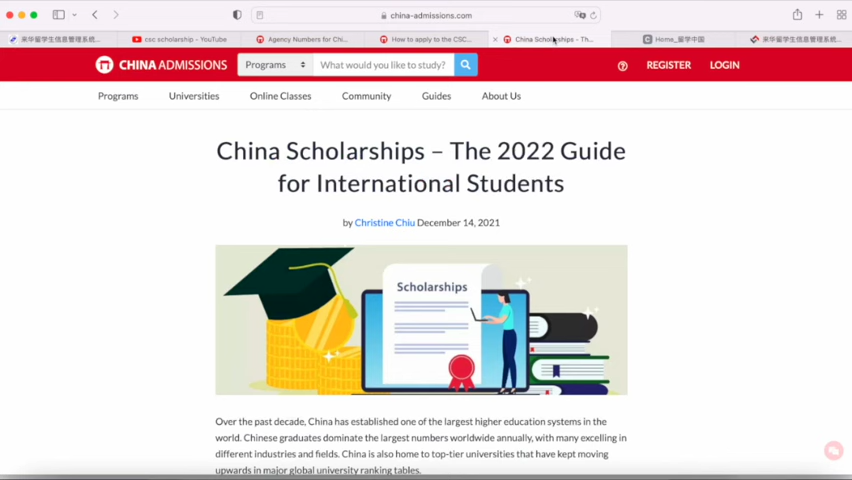 china-admissions.com
来华留学生信息管理系统...
csc scholarship - YouTube
Agency Numbers for Chi...
How to apply to the CSC...
China Scholarships - Th...
Home_留学中国
来华留学生信息管理系统...
CHINA ADMISSIONS
Programs
What would you like to study?
REGISTER
LOGIN
Programs
Universities
Online Classes
Community
Guides
About Us
China Scholarships – The 2022 Guide
for International Students
by Christine Chiu December 14, 2021
Scholarships
Over the past decade, China has established one of the largest higher education systems in the
world. Chinese graduates dominate the largest numbers worldwide annually, with many excelling in
different industries and fields. China is also home to top-tier universities that have kept moving
upwards in major global university ranking tables.